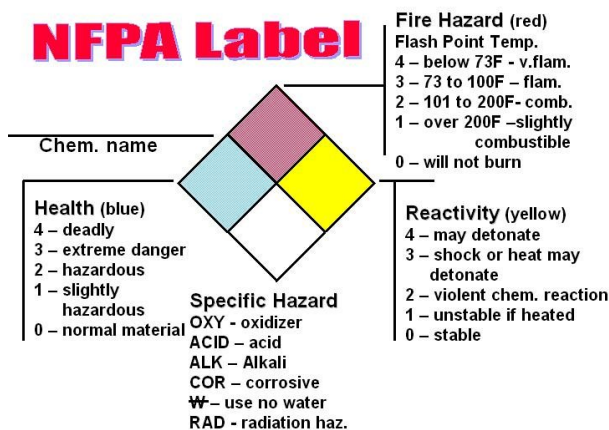 NFPA Label
Fire Hazard (red)
Flash Point Temp.
4 – below 73F - v.flam.
3 – 73 to 100F – flam.
2 – 101 to 200F- comb.
1 – over 200F –slightly
combustible
0 – will not burn
Chem. name
Health (blue)
4 – deadly
3 – extreme danger
2 – hazardous
1 – slightly
hazardous
0 – normal material
Reactivity (yellow)
4 – may detonate
3 – shock or heat may
detonate
2 – violent chem. reaction
1 – unstable if heated
0 – stable
Specific Hazard
OXY - oxidizer
ACID – acid
ALK – Alkali
COR – corrosive
W – use no water
RAD - radiation haz.